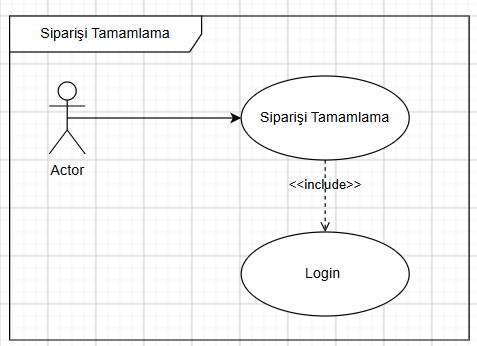 Siparişi Tamamlama
Siparişi Tamamlama
Actor
<<include>>
Login